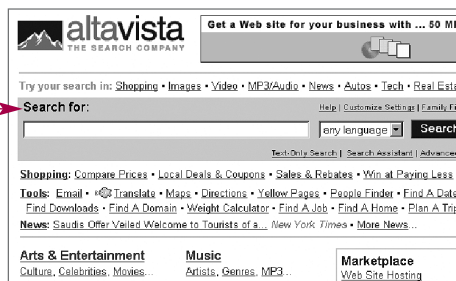 altavista
THE SEARCH COMPANY
Get a Web site for your business with ... 50 M
Try your search in: Shopping • Images • Video • MP3/Audio • News • Autos • Tech • Real Esta
Search for:
Help | Customize Settings | Family Fi
any language
Search
Text-Only Search | Search Assistant | Advance
Shopping: Compare Prices • Local Deals & Coupons • Sales & Rebates • Win at Paying Less
Tools: Email • Translate • Maps • Directions • Yellow Pages • People Finder • Find A Date
Find Downloads • Find A Domain • Weight Calculator • Find A Job • Find A Home • Plan A Trip
News: Saudis Offer Veiled Welcome to Tourists of a... New York Times • More News...
Arts & Entertainment
Culture, Celebrities, Movies...
Music
Artists, Genres, MP3...
Marketplace
Web Site Hosting